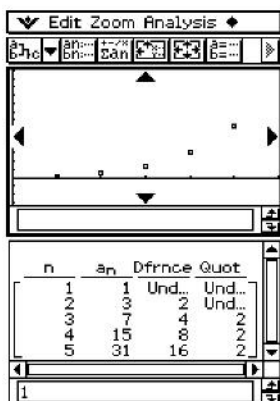 Edit Zoom Analysis
n an Dfrnce Quot
1 1 Und... Und...
2 3 2 Und...
3 7 4 2
4 15 8 2
5 31 16 2
1